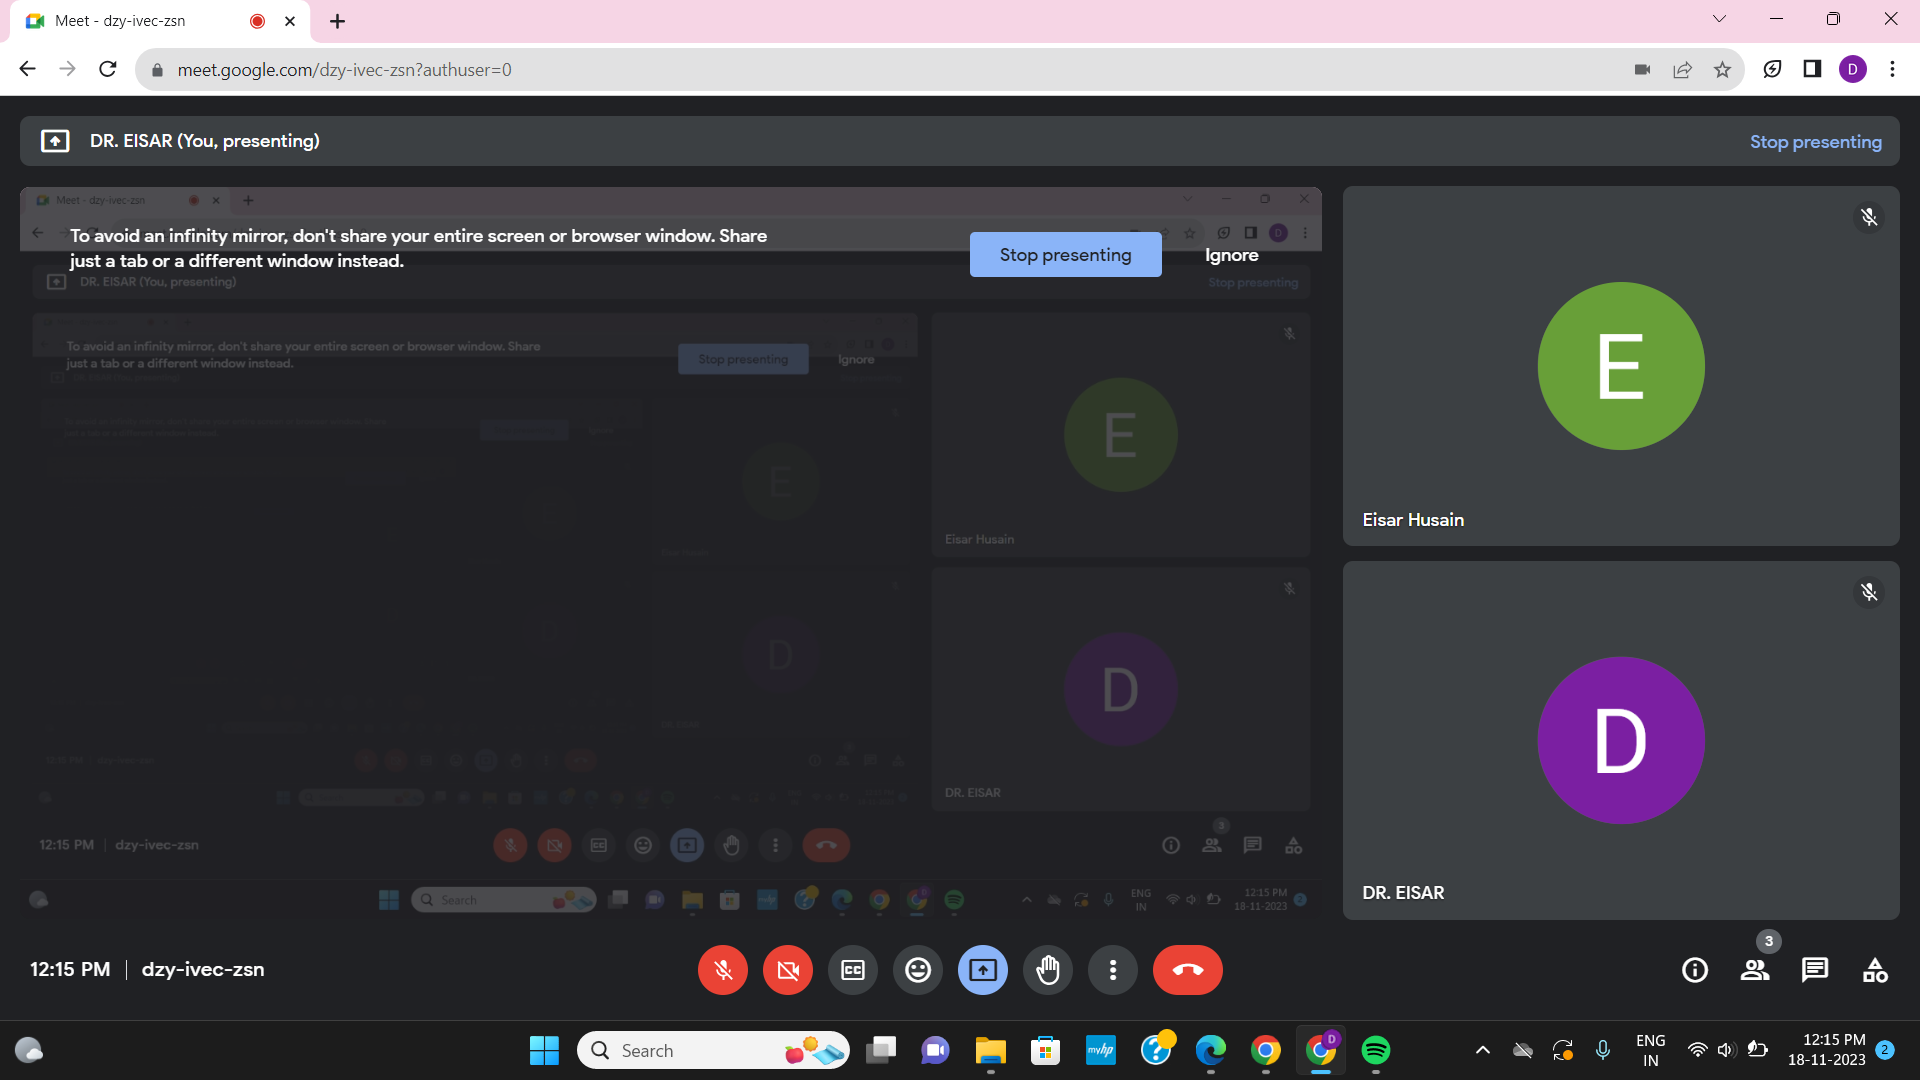 Meet - dzy-ivec-zsn
meet.google.com/dzy-ivec-zsn?authuser=0
D
DR. EISAR (You, presenting)
Stop presenting
Meet - dzy-ivec-zsn
D
To avoid an infinity mirror, don't share your entire screen or browser window. Share
just a tab or a different window instead.
Stop presenting
Ignore
DR. EISAR (You, presenting)
Stop presenting
To avoid an infinity mirror, don't share your entire screen or browser window. Share
just a tab or a different window instead.
Stop presenting
Ignore
E
Eisar Husain
D
DR. EISAR
E
D
12:15 PM | dzy-ivec-zsn
CC
3
Search
myhp
?
D
ENG
IN
12:15 PM
18-11-2023
2
E
Eisar Husain
D
DR. EISAR
12:15 PM | dzy-ivec-zsn
CC
3
Search
myhp
?
D
ENG
IN
12:15 PM
18-11-2023
2